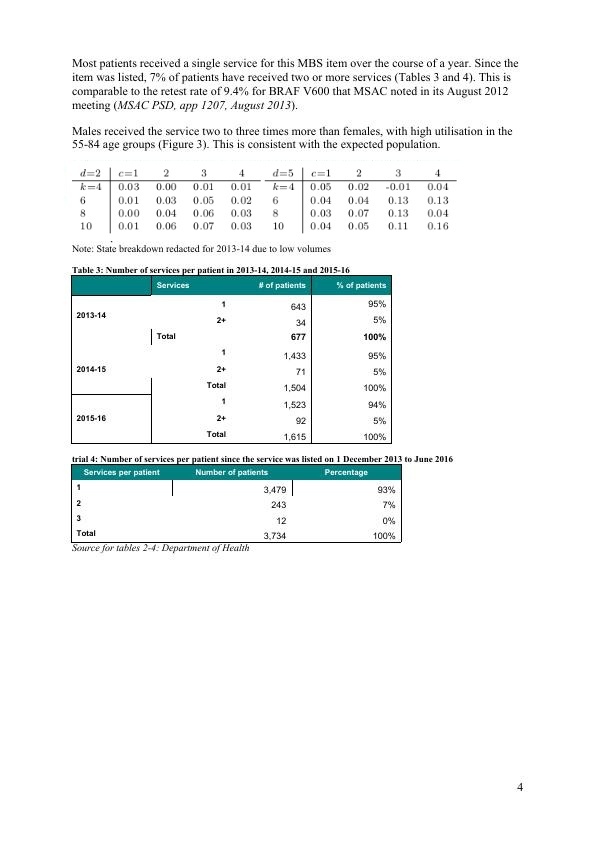 Most patients received a single service for this MBS item over the course of a year. Since the
item was listed, 7% of patients have received two or more services (Tables 3 and 4). This is
comparable to the retest rate of 9.4% for BRAF V600 that MSAC noted in its August 2012
meeting (MSAC PSD, app 1207, August 2013).
Males received the service two to three times more than females, with high utilisation in the
55-84 age groups (Figure 3). This is consistent with the expected population.
d=2 c=1 2 3 4 d=5 c=1 2 3 4
k=4 0.03 0.00 0.01 0.01 k=4 0.05 0.02 -0.01 0.04
6 0.01 0.03 0.05 0.02 6 0.04 0.04 0.13 0.13
8 0.00 0.04 0.06 0.03 8 0.03 0.07 0.13 0.04
10 0.01 0.06 0.07 0.03 10 0.04 0.05 0.11 0.16
Note: State breakdown redacted for 2013-14 due to low volumes
Table 3: Number of services per patient in 2013-14, 2014-15 and 2015-16
Services # of patients % of patients
2013-14
1 643 95%
2+ 34 5%
Total 677 100%
2014-15
1 1,433 95%
2+ 71 5%
Total 1,504 100%
2015-16
1 1,523 94%
2+ 92 5%
Total 1,615 100%
trial 4: Number of services per patient since the service was listed on 1 December 2013 to June 2016
Services per patient Number of patients Percentage
1 3,479 93%
2 243 7%
3 12 0%
Total 3,734 100%
Source for tables 2-4: Department of Health
4